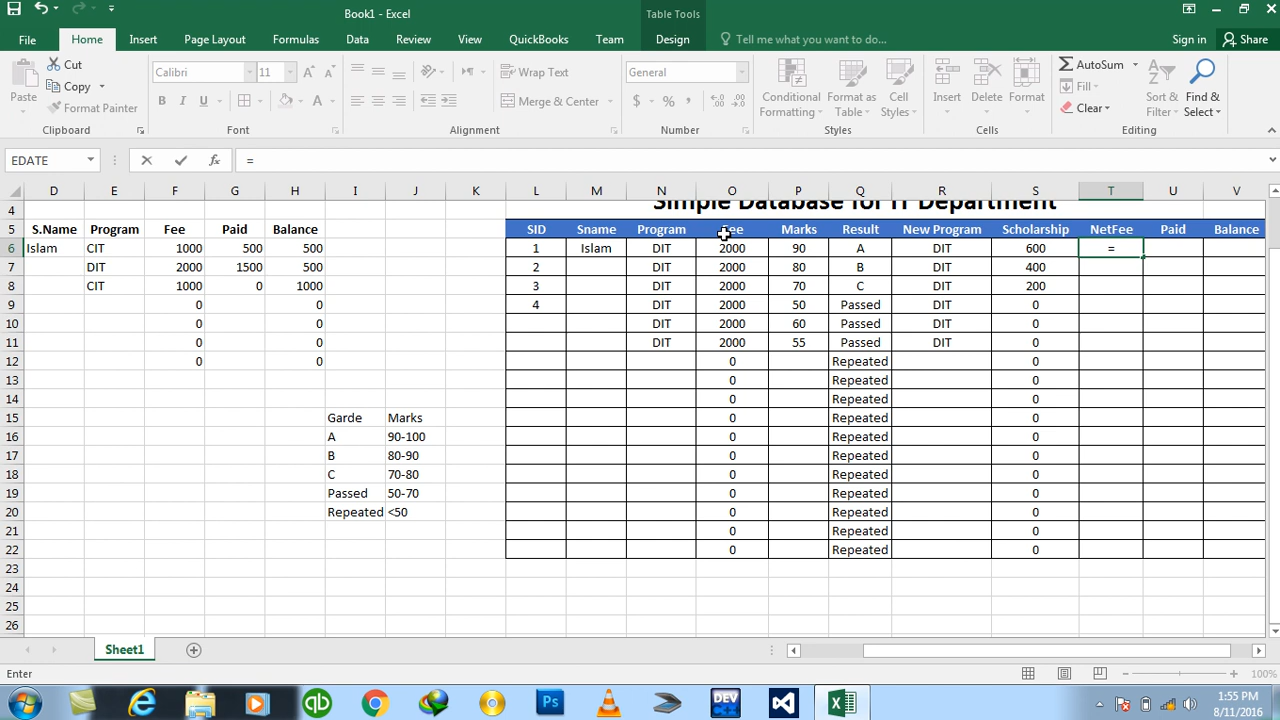 Book1 - Excel
Table Tools
File
Home
Insert
Page Layout
Formulas
Data
Review
View
QuickBooks
Team
Design
Tell me what you want to do...
Sign in
Share
Paste
Cut
Copy
Format Painter
Clipboard
Calibri
11
B I U
Font
Wrap Text
Merge & Center
Alignment
General
$ % ,
Number
Conditional Formatting
Format as Table
Cell Styles
Styles
Insert
Delete
Format
Cells
AutoSum
Fill
Clear
Sort & Filter
Find & Select
Editing
EDATE
fx
=
D E F G H I J K L M N O P Q R S T U V
4 Simple Database for IT Department
5 S.Name Program Fee Paid Balance SID Sname Program Fee Marks Result New Program Scholarship NetFee Paid Balance
6 Islam CIT 1000 500 500 1 Islam DIT 2000 90 A DIT 600 =
7 DIT 2000 1500 500 2 DIT 2000 80 B DIT 400
8 CIT 1000 0 1000 3 DIT 2000 70 C DIT 200
9 0 0 4 DIT 2000 50 Passed DIT 0
10 0 0 DIT 2000 60 Passed DIT 0
11 0 0 DIT 2000 55 Passed DIT 0
12 0 0 0 Repeated 0
13 0 Repeated 0
14 0 Repeated 0
15 Garde Marks 0 Repeated 0
16 A 90-100 0 Repeated 0
17 B 80-90 0 Repeated 0
18 C 70-80 0 Repeated 0
19 Passed 50-70 0 Repeated 0
20 Repeated <50 0 Repeated 0
21 0 Repeated 0
22 0 Repeated 0
23
24
25
26
Sheet1
Enter
100%
1:55 PM
8/11/2016